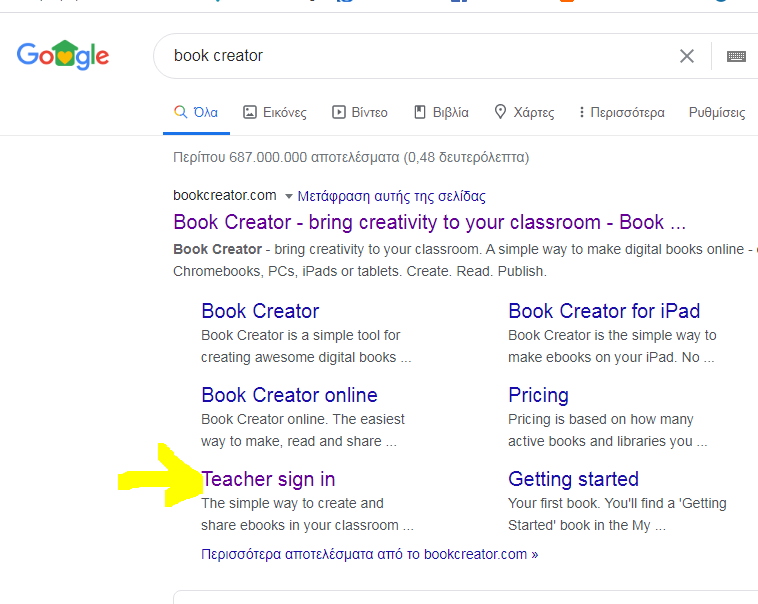 Google
book creator
Όλα Εικόνες Βίντεο Βιβλία Χάρτες Περισσότερα Ρυθμίσεις
Περίπου 687.000.000 αποτελέσματα (0,48 δευτερόλεπτα)
bookcreator.com Μετάφραση αυτής της σελίδας
Book Creator - bring creativity to your classroom - Book ...
Book Creator - bring creativity to your classroom. A simple way to make digital books online -
Chromebooks, PCs, iPads or tablets. Create. Read. Publish.
Book Creator
Book Creator is a simple tool for
creating awesome digital books ...
Book Creator for iPad
Book Creator is the simple way to
make ebooks on your iPad. No ...
Book Creator online
Book Creator online. The easiest
way to make, read and share ...
Pricing
Pricing is based on how many
active books and libraries you ...
Teacher sign in
The simple way to create and
share ebooks in your classroom ...
Getting started
Your first book. You'll find a 'Getting
Started' book in the My ...
Περισσότερα αποτελέσματα από το bookcreator.com »